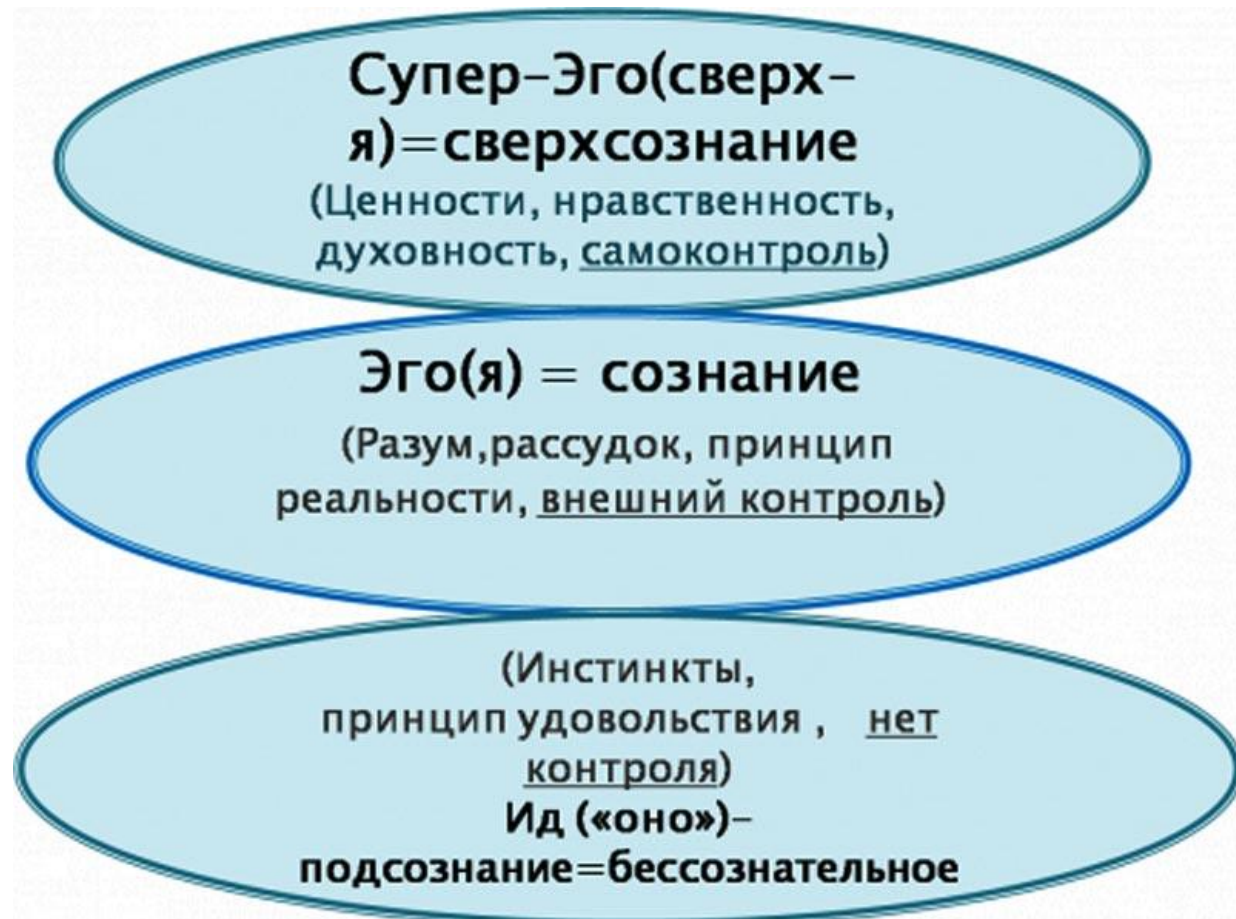 Супер-Эго(сверх-
я)=сверхсознание
(Ценности, нравственность,
духовность, самоконтроль)
Эго(я) = сознание
(Разум,рассудок, принцип
реальности, внешний контроль)
(Инстинкты,
принцип удовольствия , нет
контроля)
Ид («оно»)-
подсознание=бессознательное